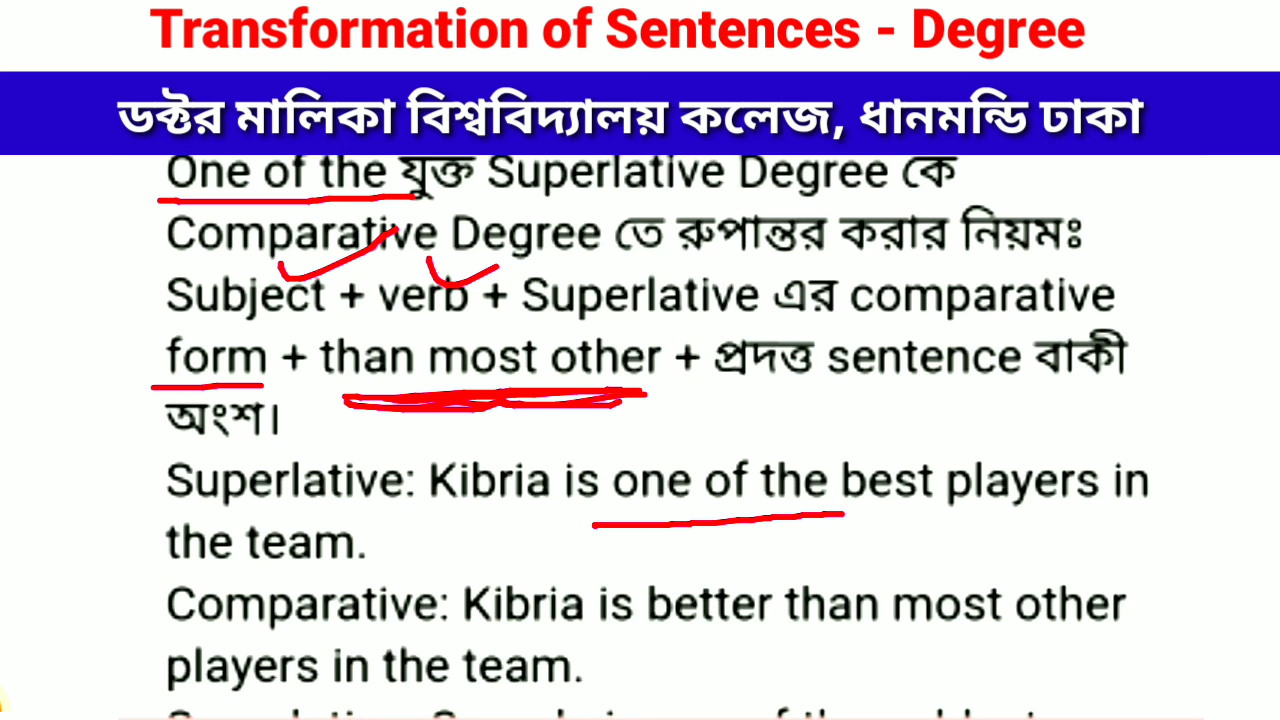 Transformation of Sentences - Degree
ডক্টর মালিকা বিশ্ববিদ্যালয় কলেজ, ধানমন্ডি ঢাকা
One of the যুক্ত Superlative Degree কে
Comparative Degree তে রুপান্তর করার নিয়মঃ
Subject + verb + Superlative এর comparative
form + than most other + প্রদত্ত sentence বাকী
অংশ।
Superlative: Kibria is one of the best players in
the team.
Comparative: Kibria is better than most other
players in the team.